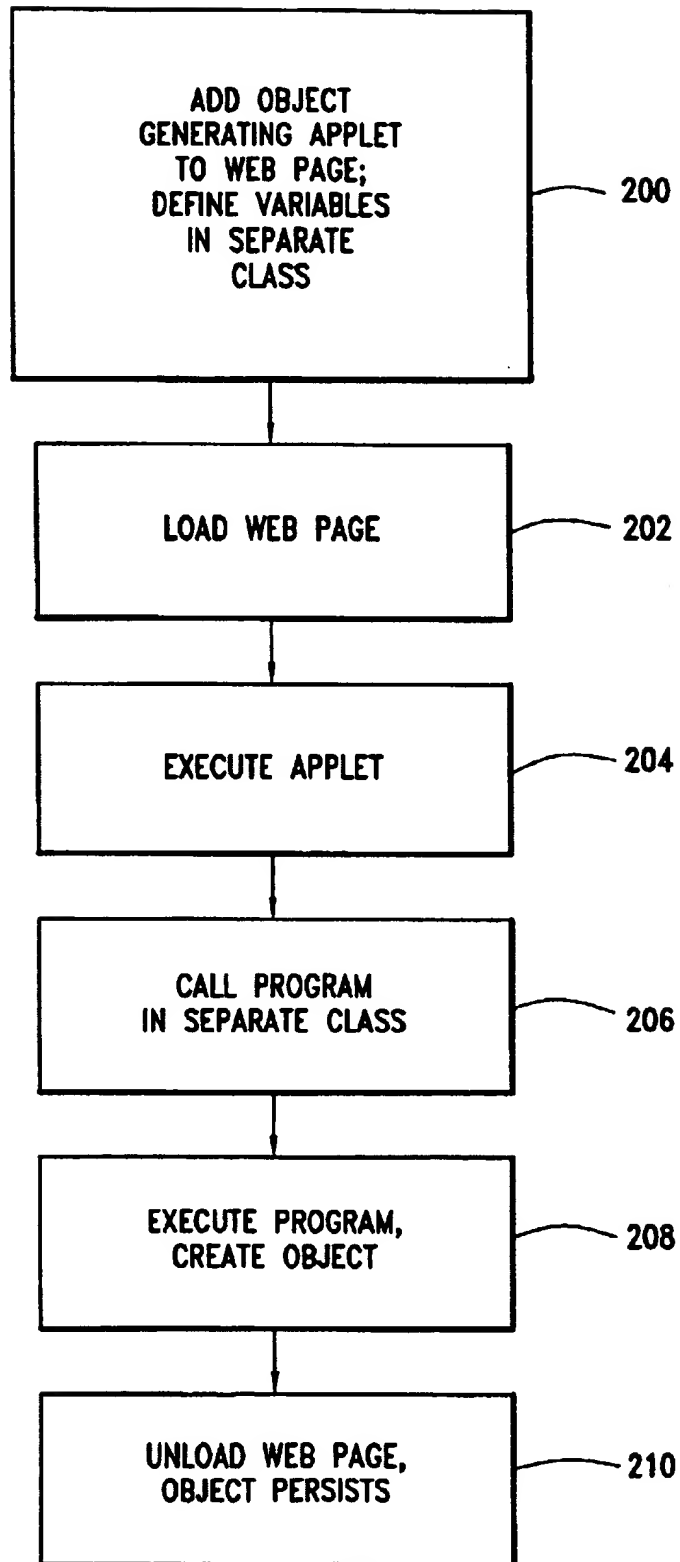 ADD OBJECT
GENERATING APPLET
TO WEB PAGE;
DEFINE VARIABLES
IN SEPARATE
CLASS
200
LOAD WEB PAGE
202
EXECUTE APPLET
204
CALL PROGRAM
IN SEPARATE CLASS
206
EXECUTE PROGRAM,
CREATE OBJECT
208
UNLOAD WEB PAGE,
OBJECT PERSISTS
210